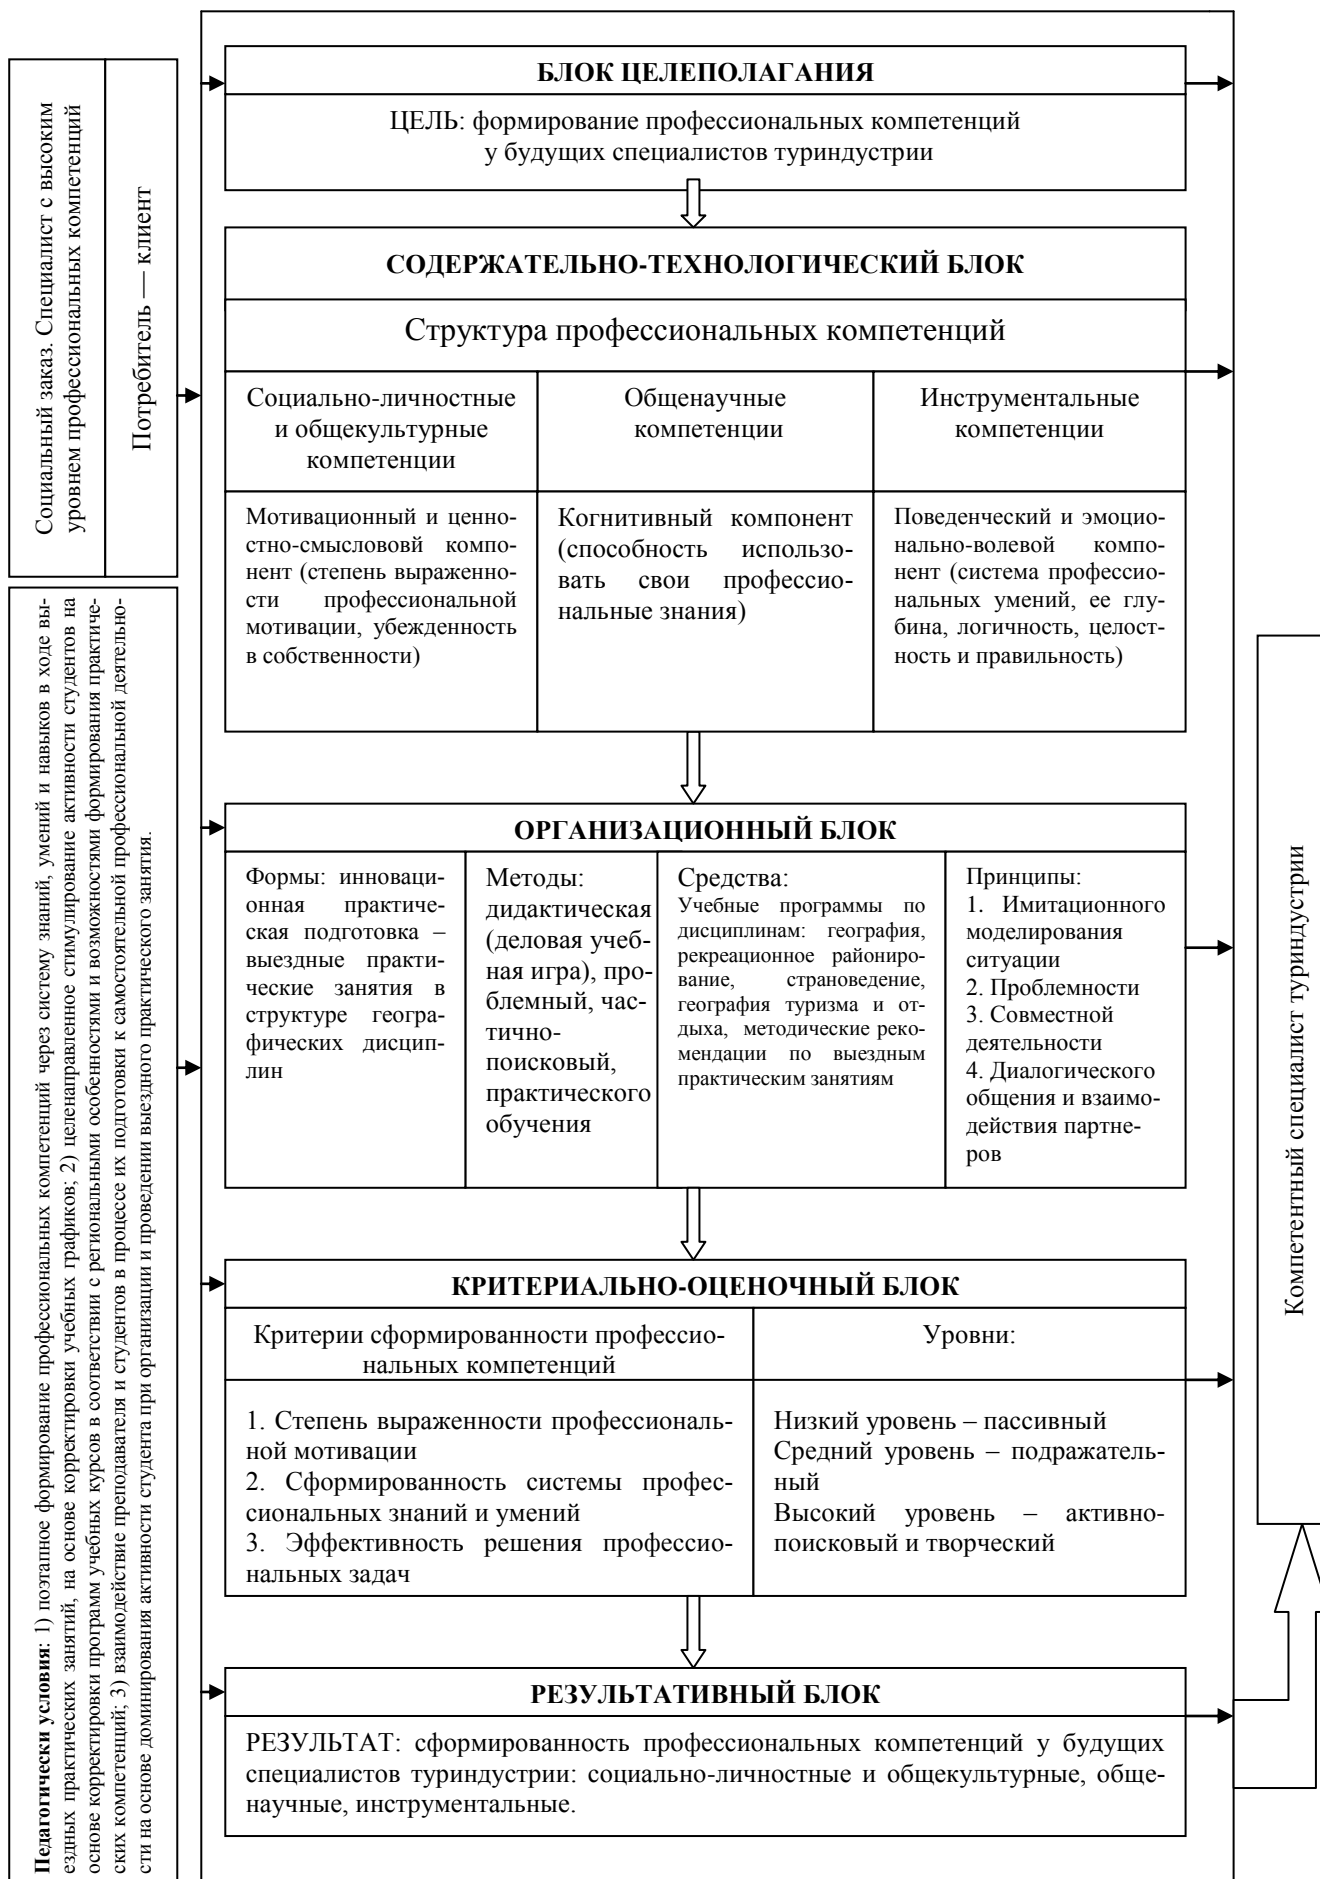 Социальный заказ. Специалист с высоким
уровнем профессиональных компетенций
Потребитель — клиент
Педагогически условия: 1) поэтапное формирование профессиональных компетенций через систему знаний, умений и навыков в ходе вы-
ездных практических занятий, на основе корректировки учебных графиков; 2) целенаправленное стимулирование активности студентов на
основе корректировки программ учебных курсов в соответствии с региональными особенностями и возможностями формирования практиче-
ских компетенций; 3) взаимодействие преподавателя и студентов в процессе их подготовки к самостоятельной профессиональной деятельно-
сти на основе доминирования активности студента при организации и проведении выездного практического занятия.
БЛОК ЦЕЛЕПОЛАГАНИЯ
ЦЕЛЬ: формирование профессиональных компетенций
у будущих специалистов туриндустрии
СОДЕРЖАТЕЛЬНО-ТЕХНОЛОГИЧЕСКИЙ БЛОК
Структура профессиональных компетенций
Социально-личностные
и общекультурные
компетенции
Общенаучные
компетенции
Инструментальные
компетенции
Мотивационный и ценно-
стно-смысловой̆ компо-
нент (степень выраженно-
сти профессиональной
мотивации, убежденность
в собственности)
Когнитивный компонент
(способность использо-
вать свои профессио-
нальные знания)
Поведенческий и эмоцио-
нально-волевой компо-
нент (система профессио-
нальных умений, ее глу-
бина, логичность, целост-
ность и правильность)
ОРГАНИЗАЦИОННЫЙ БЛОК
Формы: инноваци-
онная практиче-
ская подготовка –
выездные практи-
ческие занятия в
структуре геогра-
фических дисцип-
лин
Методы:
дидактическая
(деловая учеб-
ная игра), про-
блемный, час-
тично-
поисковый,
практического
обучения
Средства:
Учебные программы по
дисциплинам: география,
рекреационное райониро-
вание, страноведение,
география туризма и от-
дыха, методические реко-
мендации по выездным
практическим занятиям
Принципы:
1. Имитационного
моделирования
ситуации
2. Проблемности
3. Совместной
деятельности
4. Диалогического
общения и взаимо-
действия партне-
ров
КРИТЕРИАЛЬНО-ОЦЕНОЧНЫЙ БЛОК
Критерии сформированности профессио-
нальных компетенций
Уровни:
1. Степень выраженности профессиональ-
ной мотивации
2. Сформированность системы профес-
сиональных знаний и умений
3. Эффективность решения профессио-
нальных задач
Низкий уровень – пассивный
Средний уровень – подражатель-
ный
Высокий уровень – активно-
поисковый и творческий
РЕЗУЛЬТАТИВНЫЙ БЛОК
РЕЗУЛЬТАТ: сформированность профессиональных компетенций у будущих
специалистов туриндустрии: социально-личностные и общекультурные, обще-
научные, инструментальные.
Компетентный специалист туриндустрии